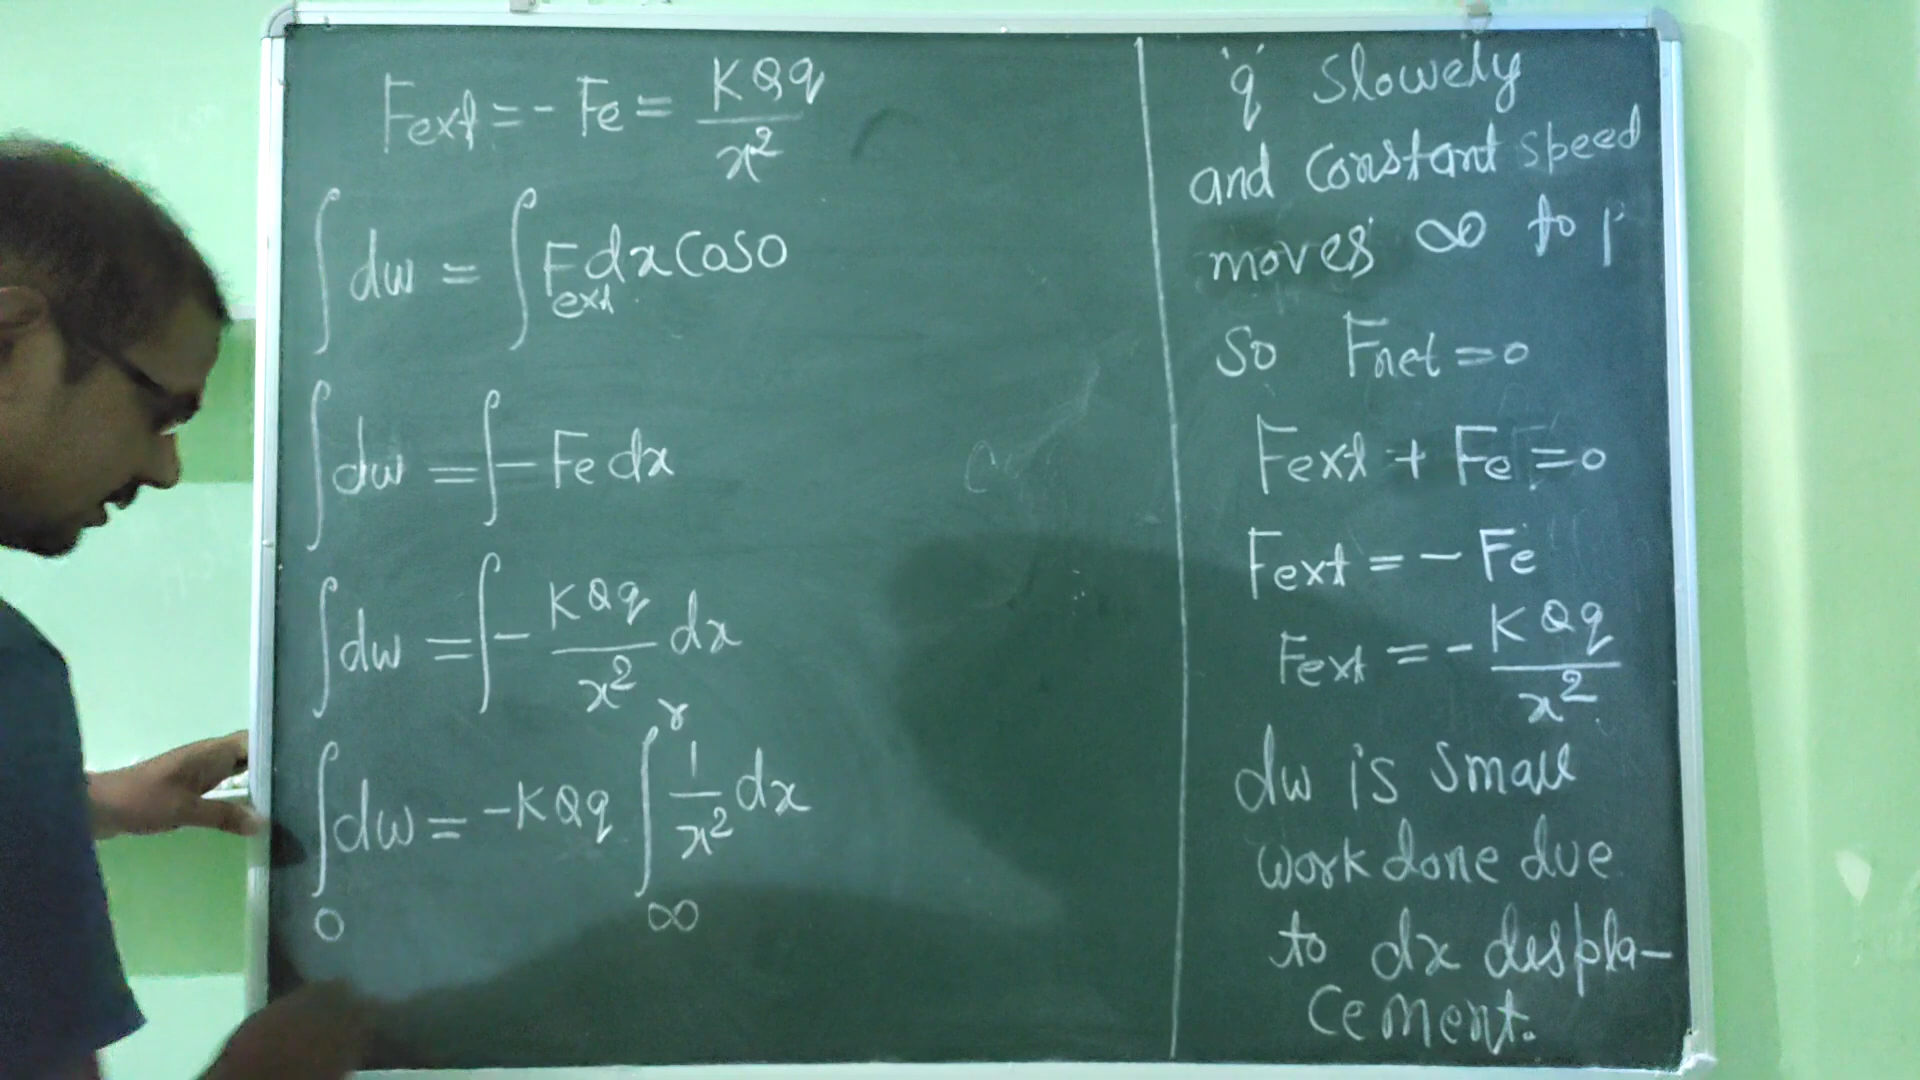 Fext = - Fe = KQq / x²
∫ dw = ∫ Fext dx Cos0
∫ dw = ∫ - Fe dx
∫ dw = ∫ - KQq / x² dx
∫₀ dw = -KQq ∫∞^r 1 / x² dx
'q' Slowely
and Constant speed
moves ∞ to
So Fnet = 0
Fext + Fe = 0
Fext = - Fe
Fext = - KQq / x²
dw is small
work done due
to dx displa-
cement.